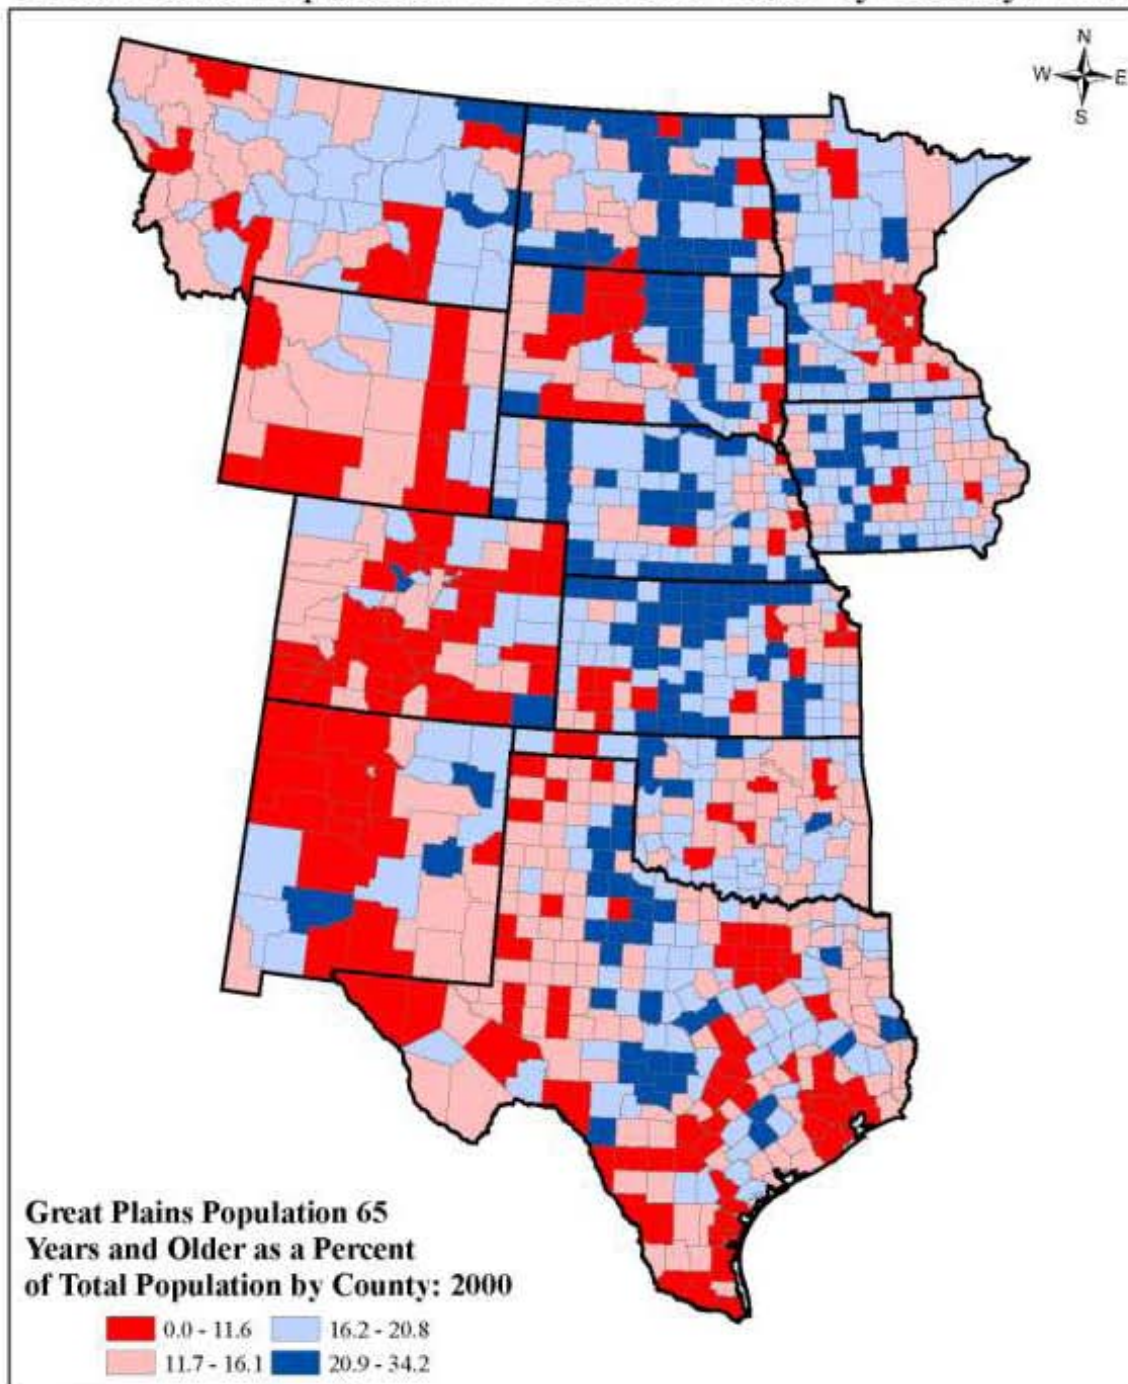 N
W E
S
Great Plains Population 65
Years and Older as a Percent
of Total Population by County: 2000
0.0 - 11.6 16.2 - 20.8
11.7 - 16.1 20.9 - 34.2